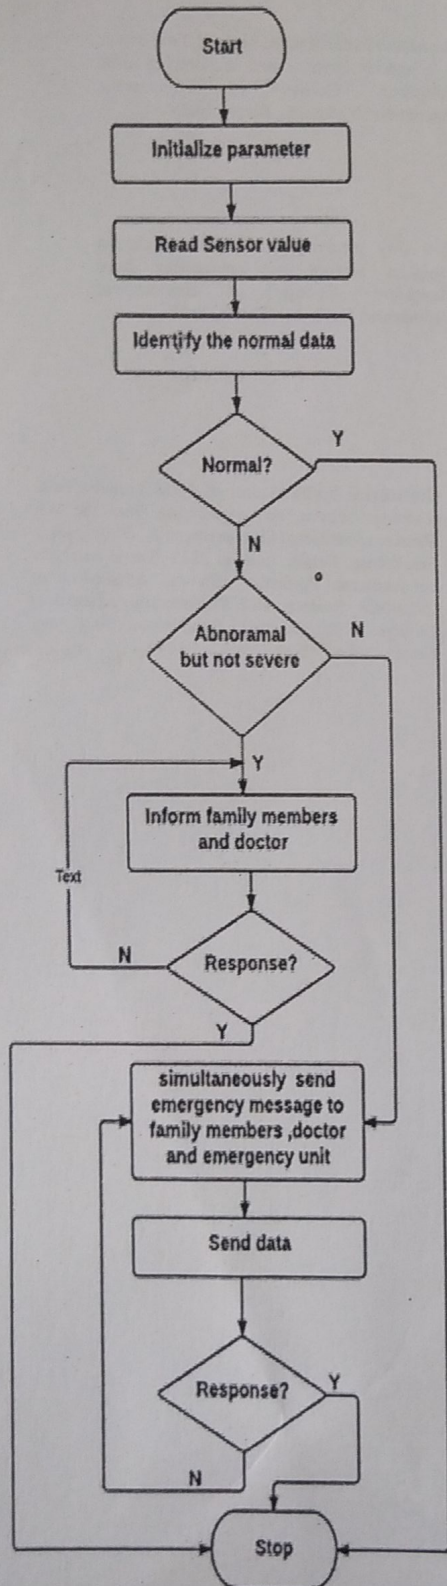 Start
Initialize parameter
Read Sensor value
Identify the normal data
Y
Normal?
N
Abnoramal
but not severe
N
Y
Inform family members
and doctor
Text
N
Response?
Y
simultaneously send
emergency message to
family members ,doctor
and emergency unit
Send data
Response?
Y
N
Stop